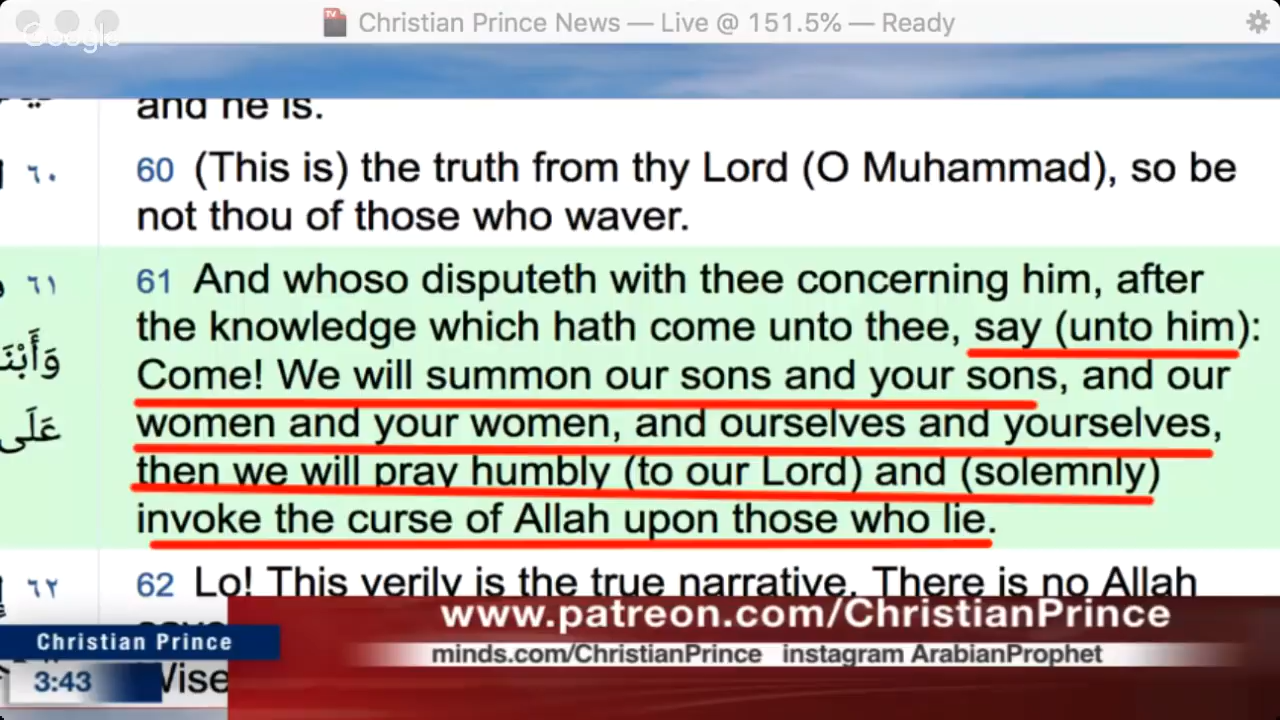 Christian Prince News — Live @ 151.5% — Ready
Google
and he is.
٦٠
60 (This is) the truth from thy Lord (O Muhammad), so be
not thou of those who waver.
٦١
61 And whoso disputeth with thee concerning him, after
the knowledge which hath come unto thee, say (unto him):
وَأَبْنَ
Come! We will summon our sons and your sons, and our
women and your women, and ourselves and yourselves,
عَلَى
then we will pray humbly (to our Lord) and (solemnly)
invoke the curse of Allah upon those who lie.
٦٢
62 Lo! This verily is the true narrative. There is no Allah
save
Wise
www.patreon.com/ChristianPrince
Christian Prince
minds.com/ChristianPrince instagram ArabianProphet
3:43